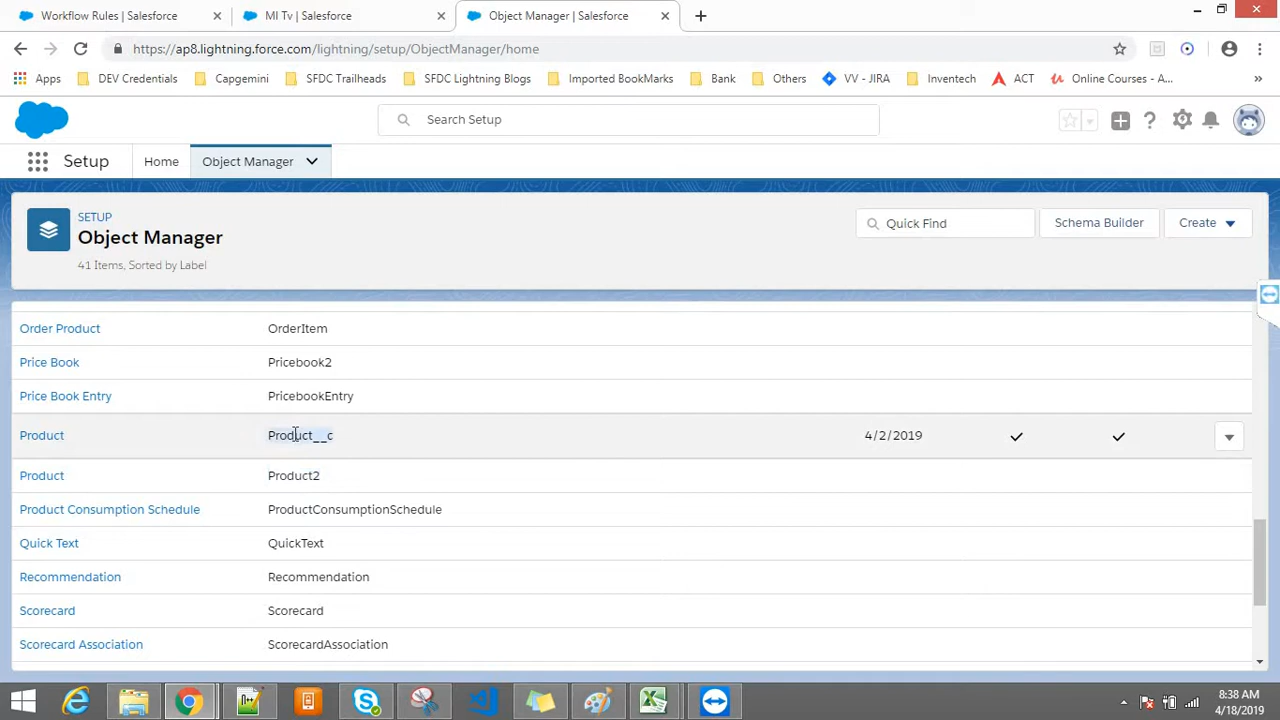 Workflow Rules | Salesforce
MI Tv | Salesforce
Object Manager | Salesforce
https://ap8.lightning.force.com/lightning/setup/ObjectManager/home
Apps
DEV Credentials
Capgemini
SFDC Trailheads
SFDC Lightning Blogs
Imported BookMarks
Bank
Others
VV - JIRA
Inventech
ACT
Online Courses - A...
Search Setup
Setup
Home
Object Manager
SETUP
Object Manager
41 Items, Sorted by Label
Quick Find
Schema Builder
Create
Order Product OrderItem
Price Book Pricebook2
Price Book Entry PricebookEntry
Product Product__c 4/2/2019
Product Product2
Product Consumption Schedule ProductConsumptionSchedule
Quick Text QuickText
Recommendation Recommendation
Scorecard Scorecard
Scorecard Association ScorecardAssociation
8:38 AM
4/18/2019